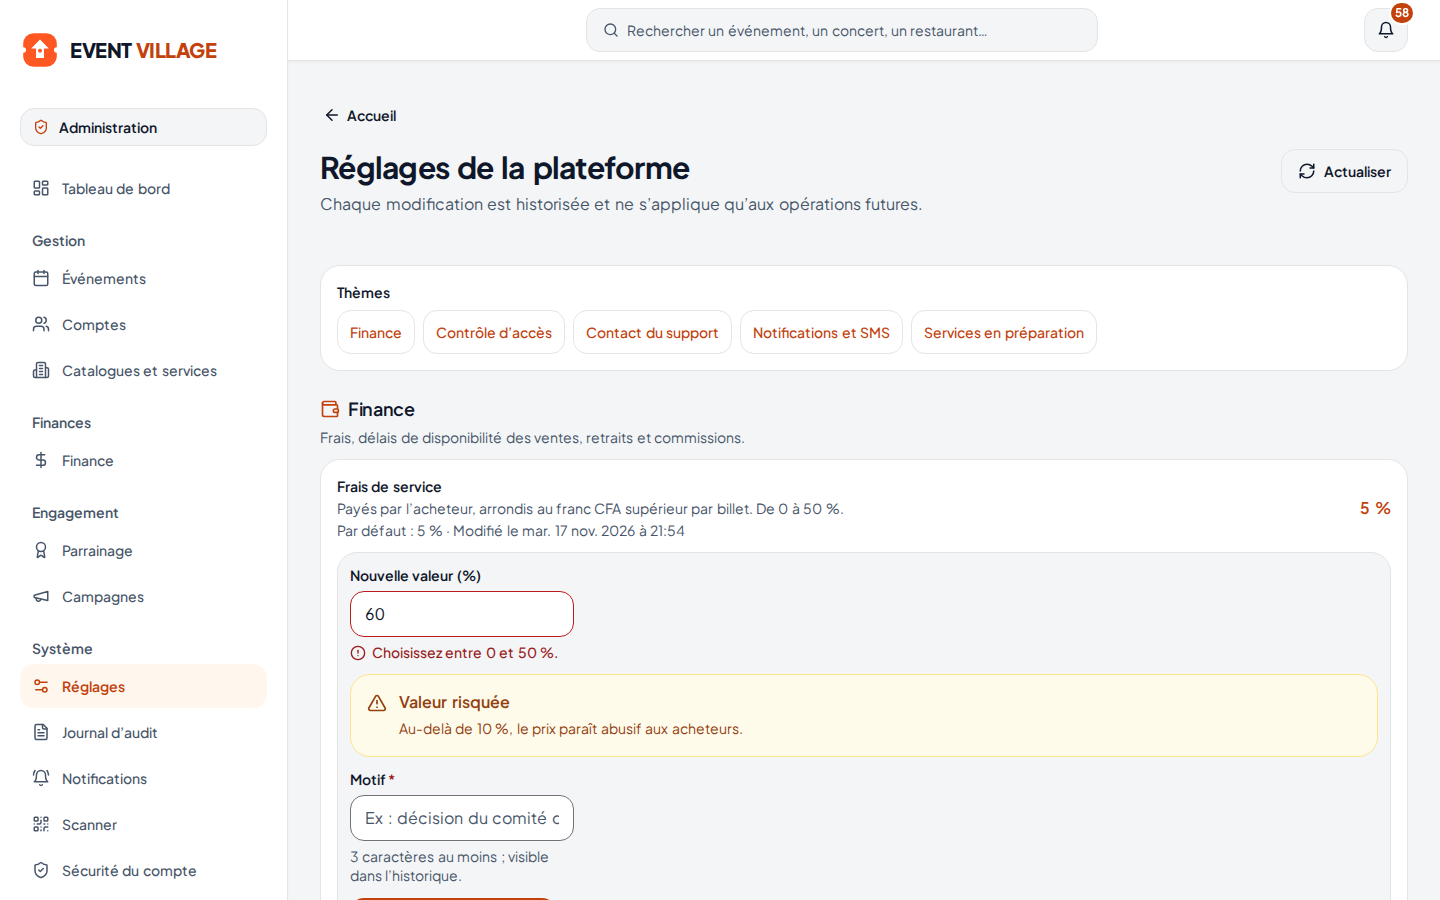 EVENT VILLAGE
Rechercher un événement, un concert, un restaurant…
58
Administration
Tableau de bord
Gestion
Événements
Comptes
Catalogues et services
Finances
Finance
Engagement
Parrainage
Campagnes
Système
Réglages
Journal d’audit
Notifications
Scanner
Sécurité du compte
Accueil
Réglages de la plateforme
Chaque modification est historisée et ne s’applique qu’aux opérations futures.
Actualiser
Thèmes
Finance
Contrôle d’accès
Contact du support
Notifications et SMS
Services en préparation
Finance
Frais, délais de disponibilité des ventes, retraits et commissions.
Frais de service
Payés par l’acheteur, arrondis au franc CFA supérieur par billet. De 0 à 50 %.
Par défaut : 5 % · Modifié le mar. 17 nov. 2026 à 21:54
5 %
Nouvelle valeur (%)
60
Choisissez entre 0 et 50 %.
Valeur risquée
Au-delà de 10 %, le prix paraît abusif aux acheteurs.
Motif *
Ex : décision du comité c
3 caractères au moins ; visible
dans l’historique.